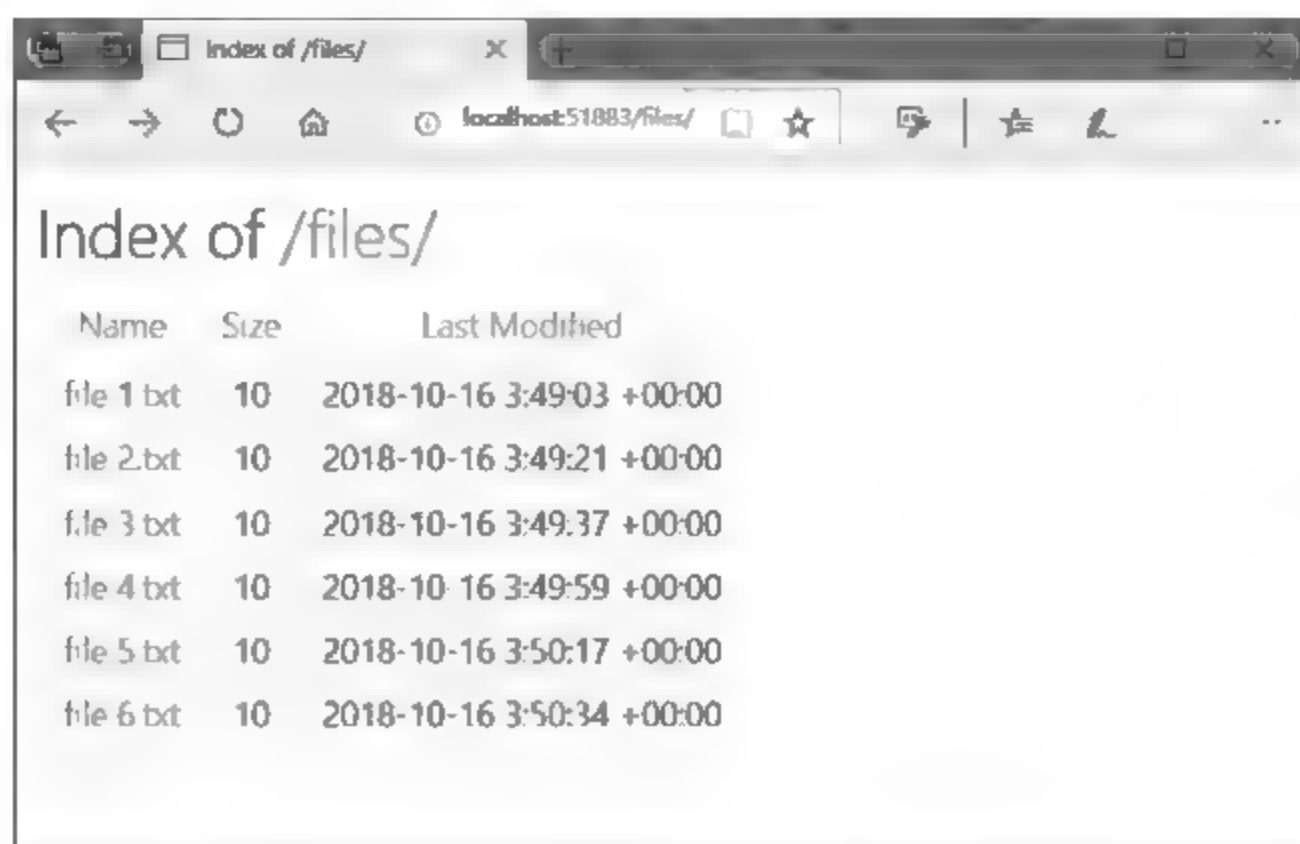 Index of /files/
localhost:51883/files/
Index of /files/
Name Size Last Modified
file 1.txt 10 2018-10-16 3:49:03 +00:00
file 2.txt 10 2018-10-16 3:49:21 +00:00
file 3.txt 10 2018-10-16 3:49:37 +00:00
file 4.txt 10 2018-10-16 3:49:59 +00:00
file 5.txt 10 2018-10-16 3:50:17 +00:00
file 6.txt 10 2018-10-16 3:50:34 +00:00